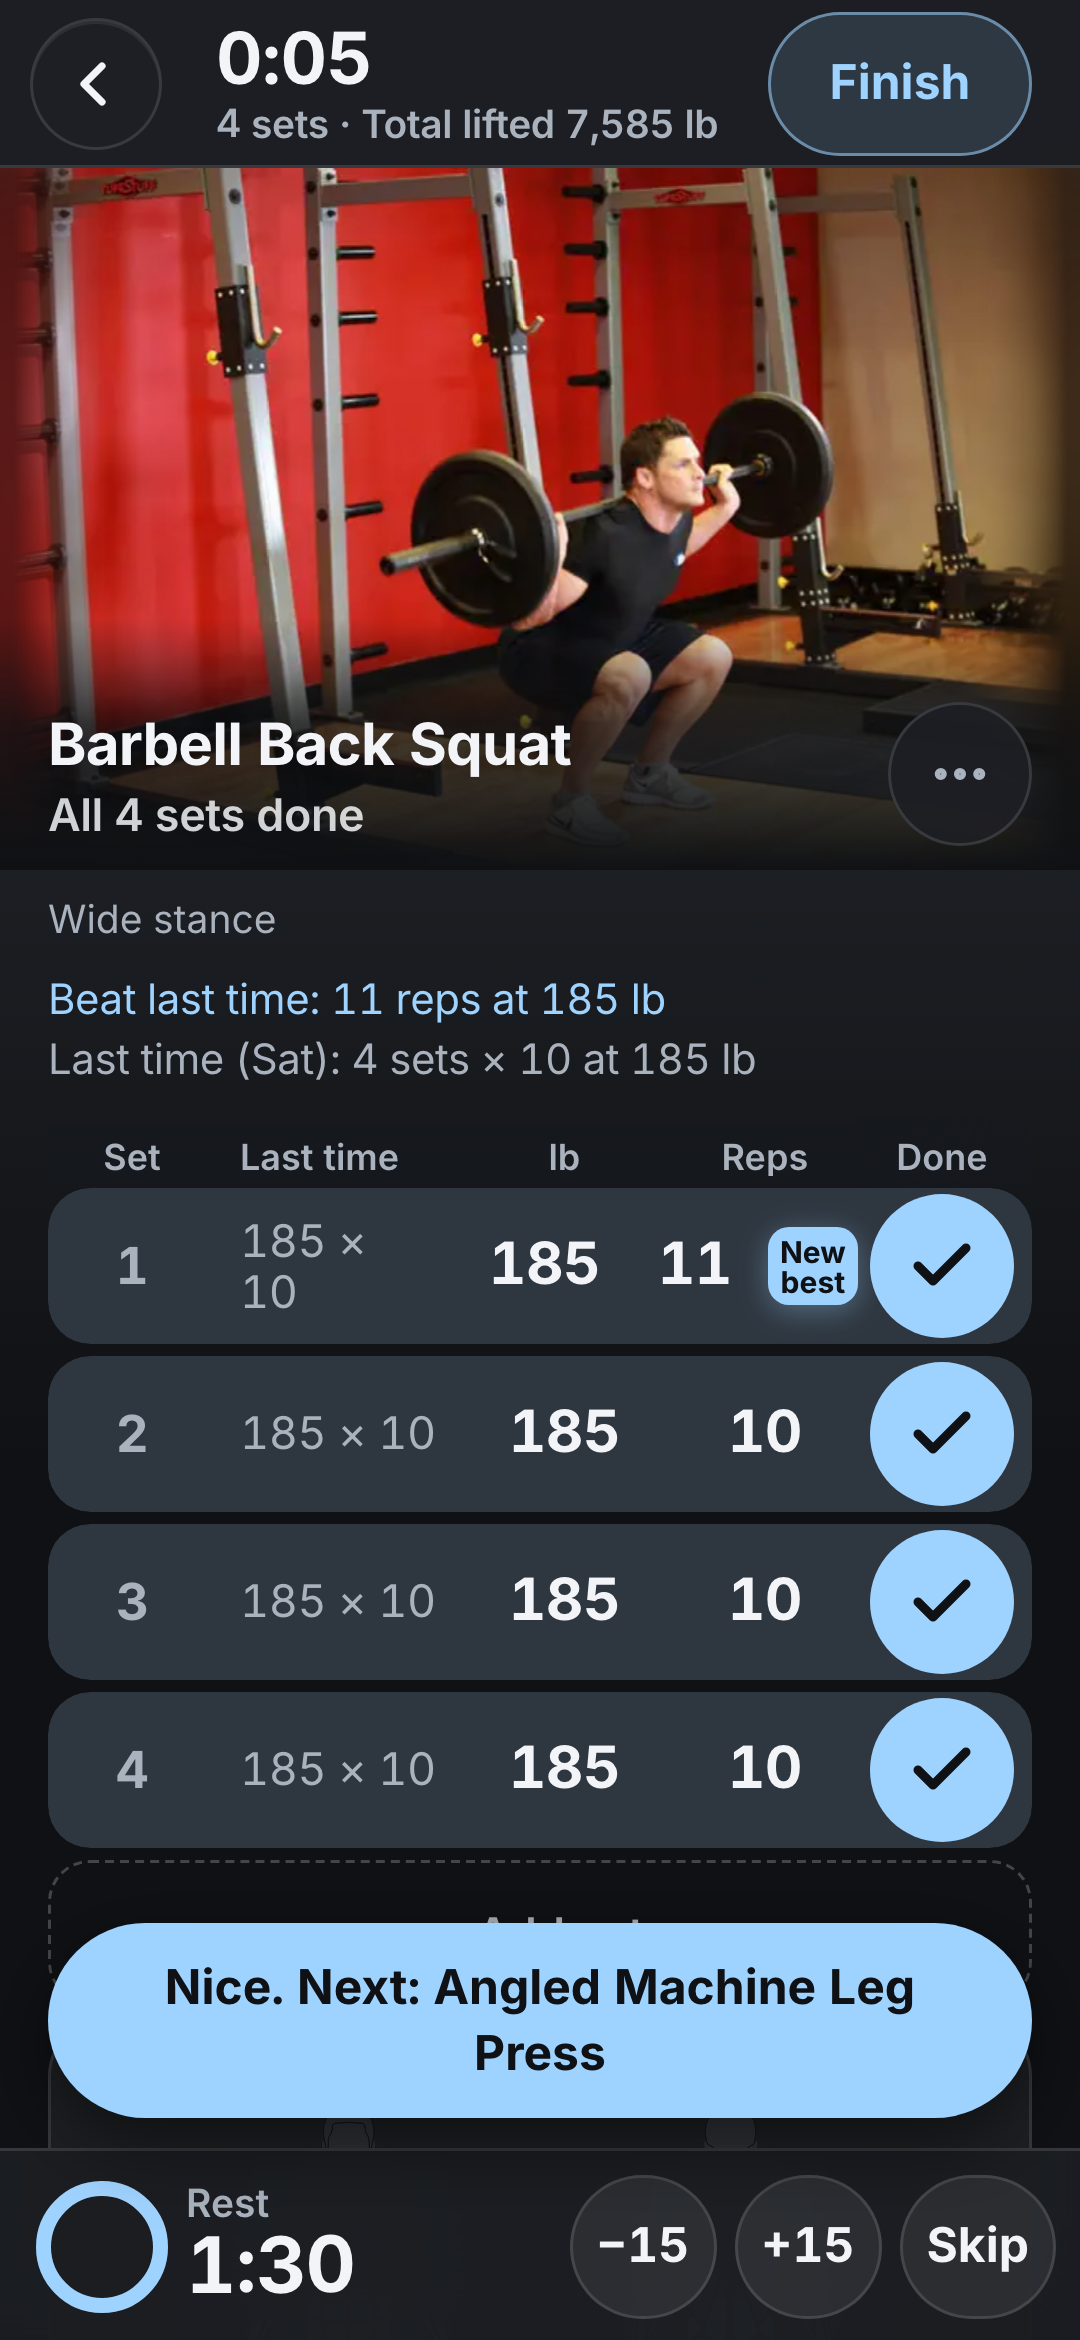 0:05
4 sets · Total lifted 7,585 lb
Finish
Barbell Back Squat
All 4 sets done
Wide stance
Beat last time: 11 reps at 185 lb
Last time (Sat): 4 sets × 10 at 185 lb
Set Last time lb Reps Done
1 185 × 10 185 11 New best
2 185 × 10 185 10
3 185 × 10 185 10
4 185 × 10 185 10
Nice. Next: Angled Machine Leg
Press
Rest
1:30
−15 +15 Skip